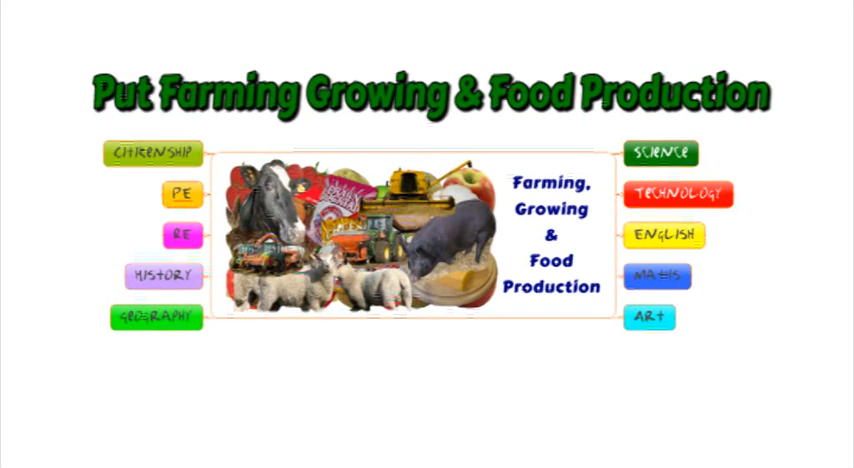 Put Farming Growing & Food Production
CITIZENSHIP
PE
RE
HISTORY
GEOGRAPHY
Farming,
Growing
&
Food
Production
SCIENCE
TECHNOLOGY
ENGLISH
MATHS
ART